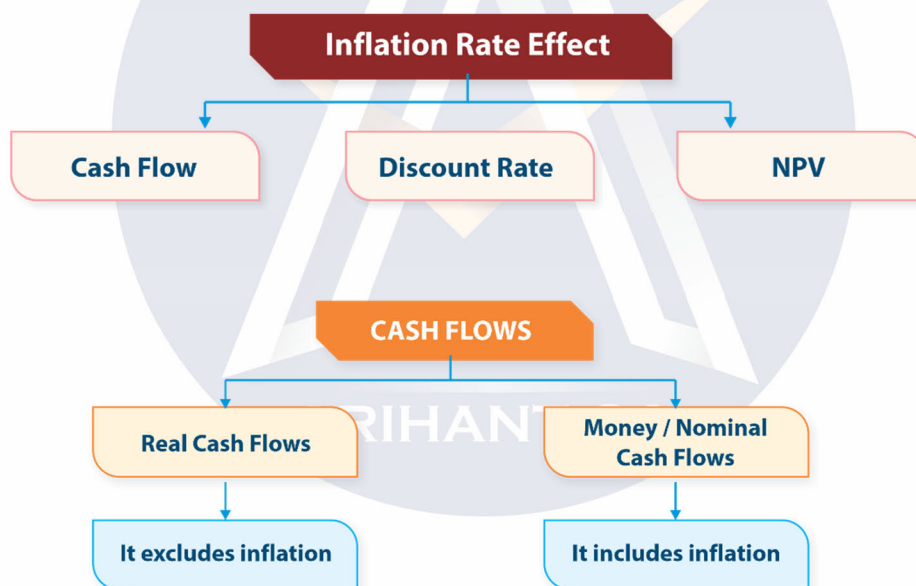 Inflation Rate Effect
Cash Flow
Discount Rate
NPV
CASH FLOWS
Real Cash Flows
Money / Nominal
Cash Flows
It excludes inflation
It includes inflation